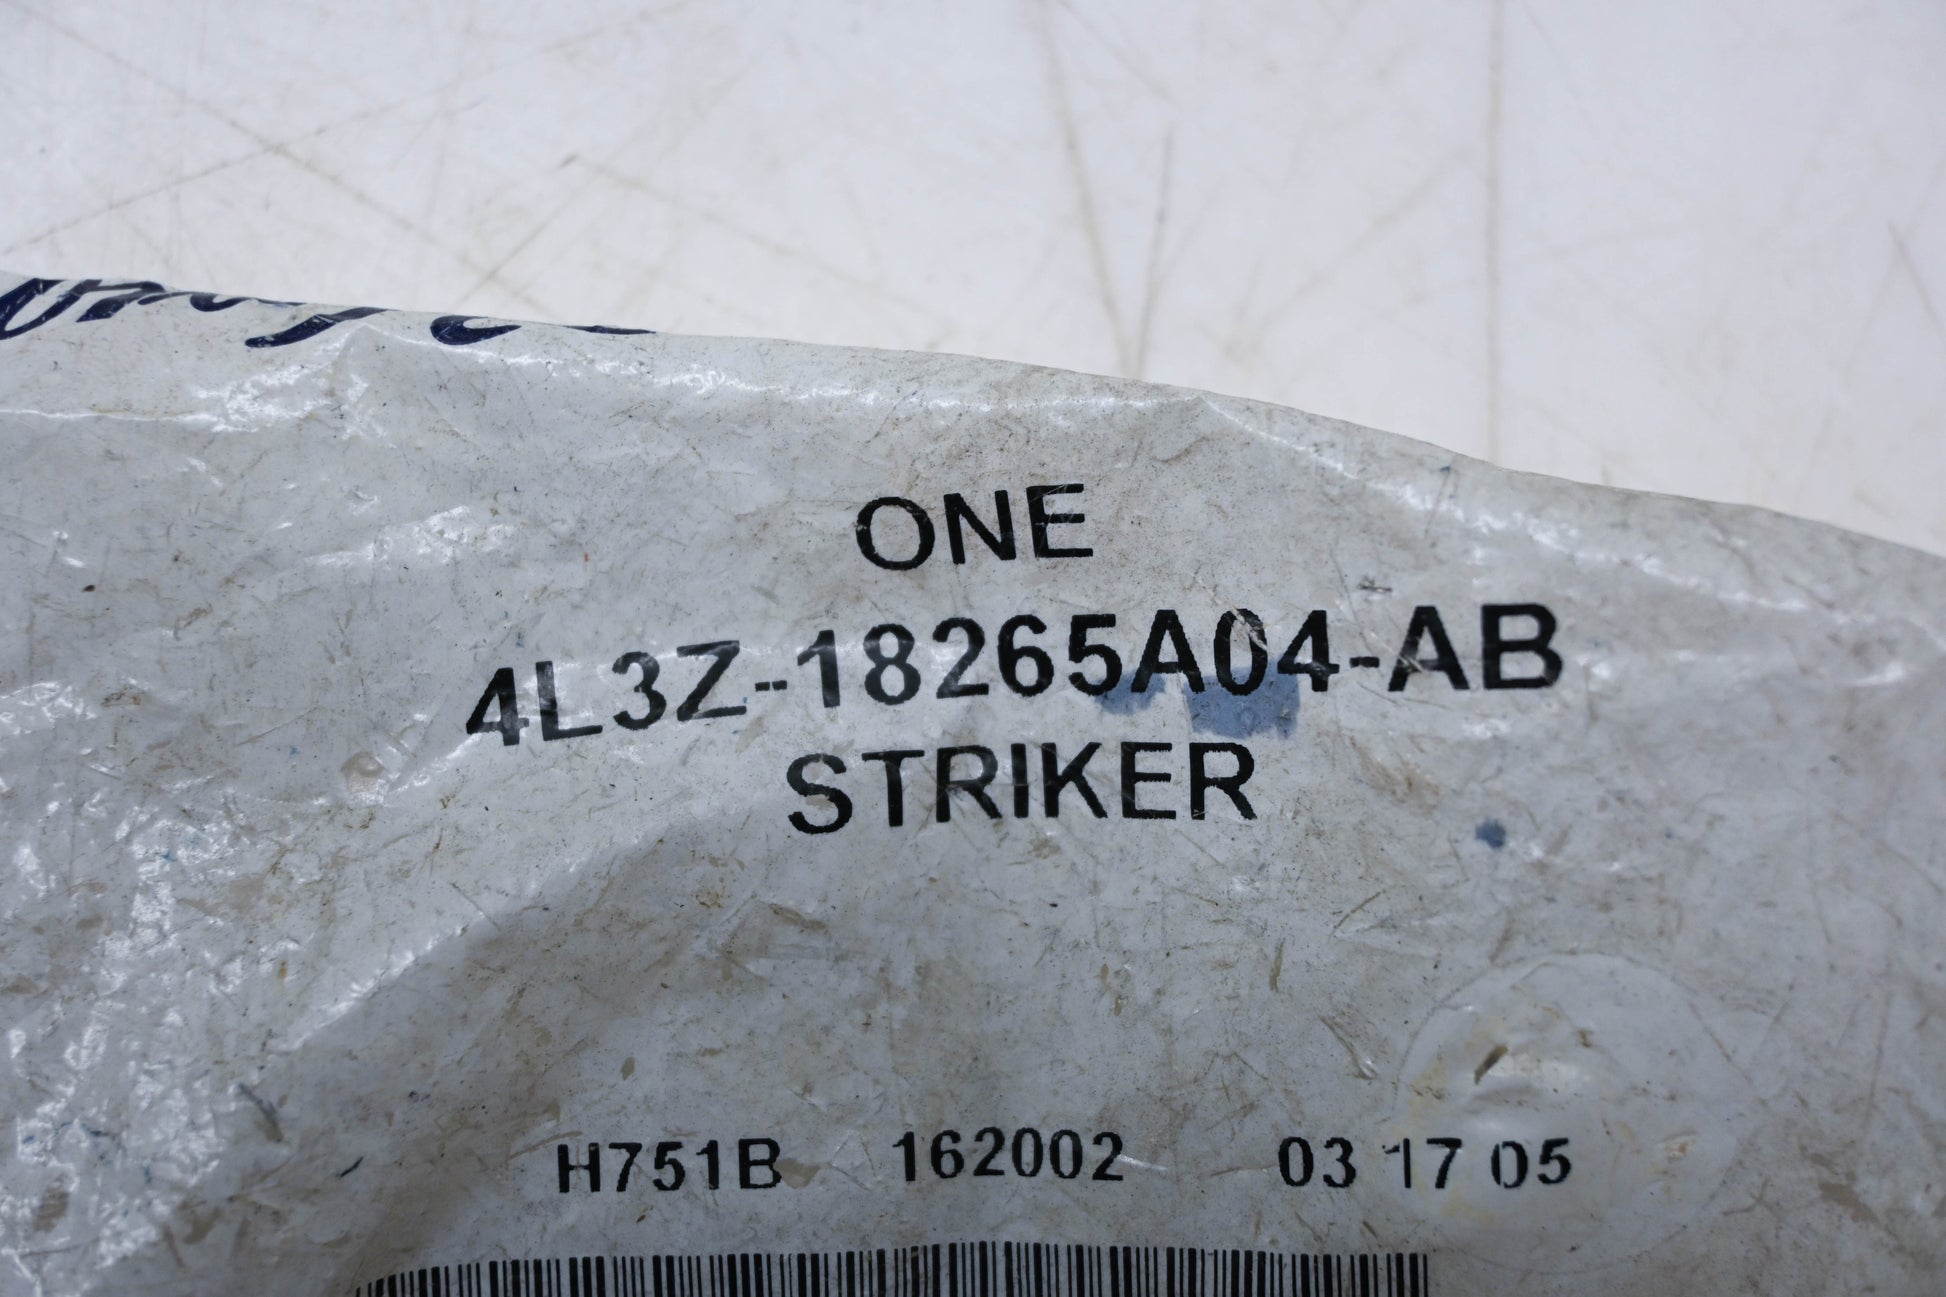 ONE
4L3Z-18265A04-AB
STRIKER
H751B 162002 03 17 05